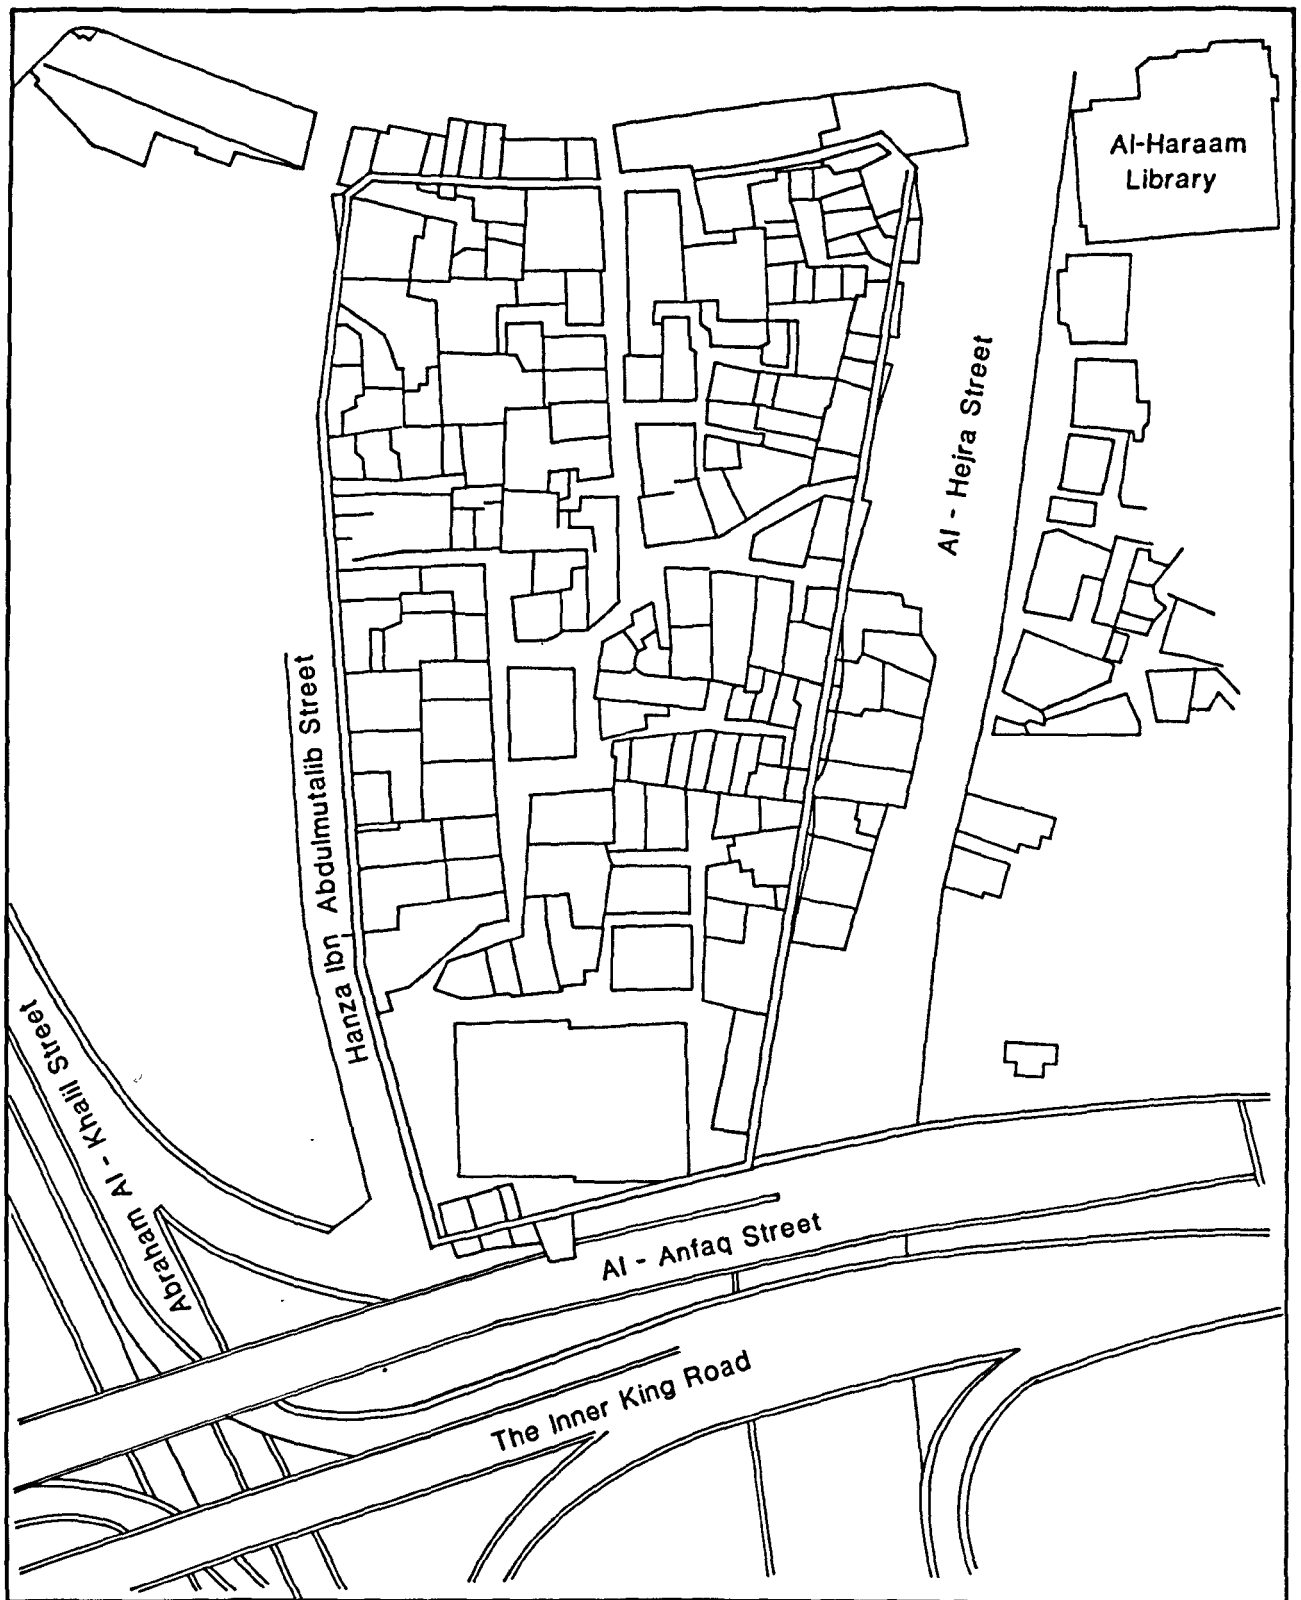 Al-Haraam
Library
Al - Hejra Street
Hanza Ibn Abdulmutalib Street
Abraham Al - Khalil Street
Al - Anfaq Street
The Inner King Road